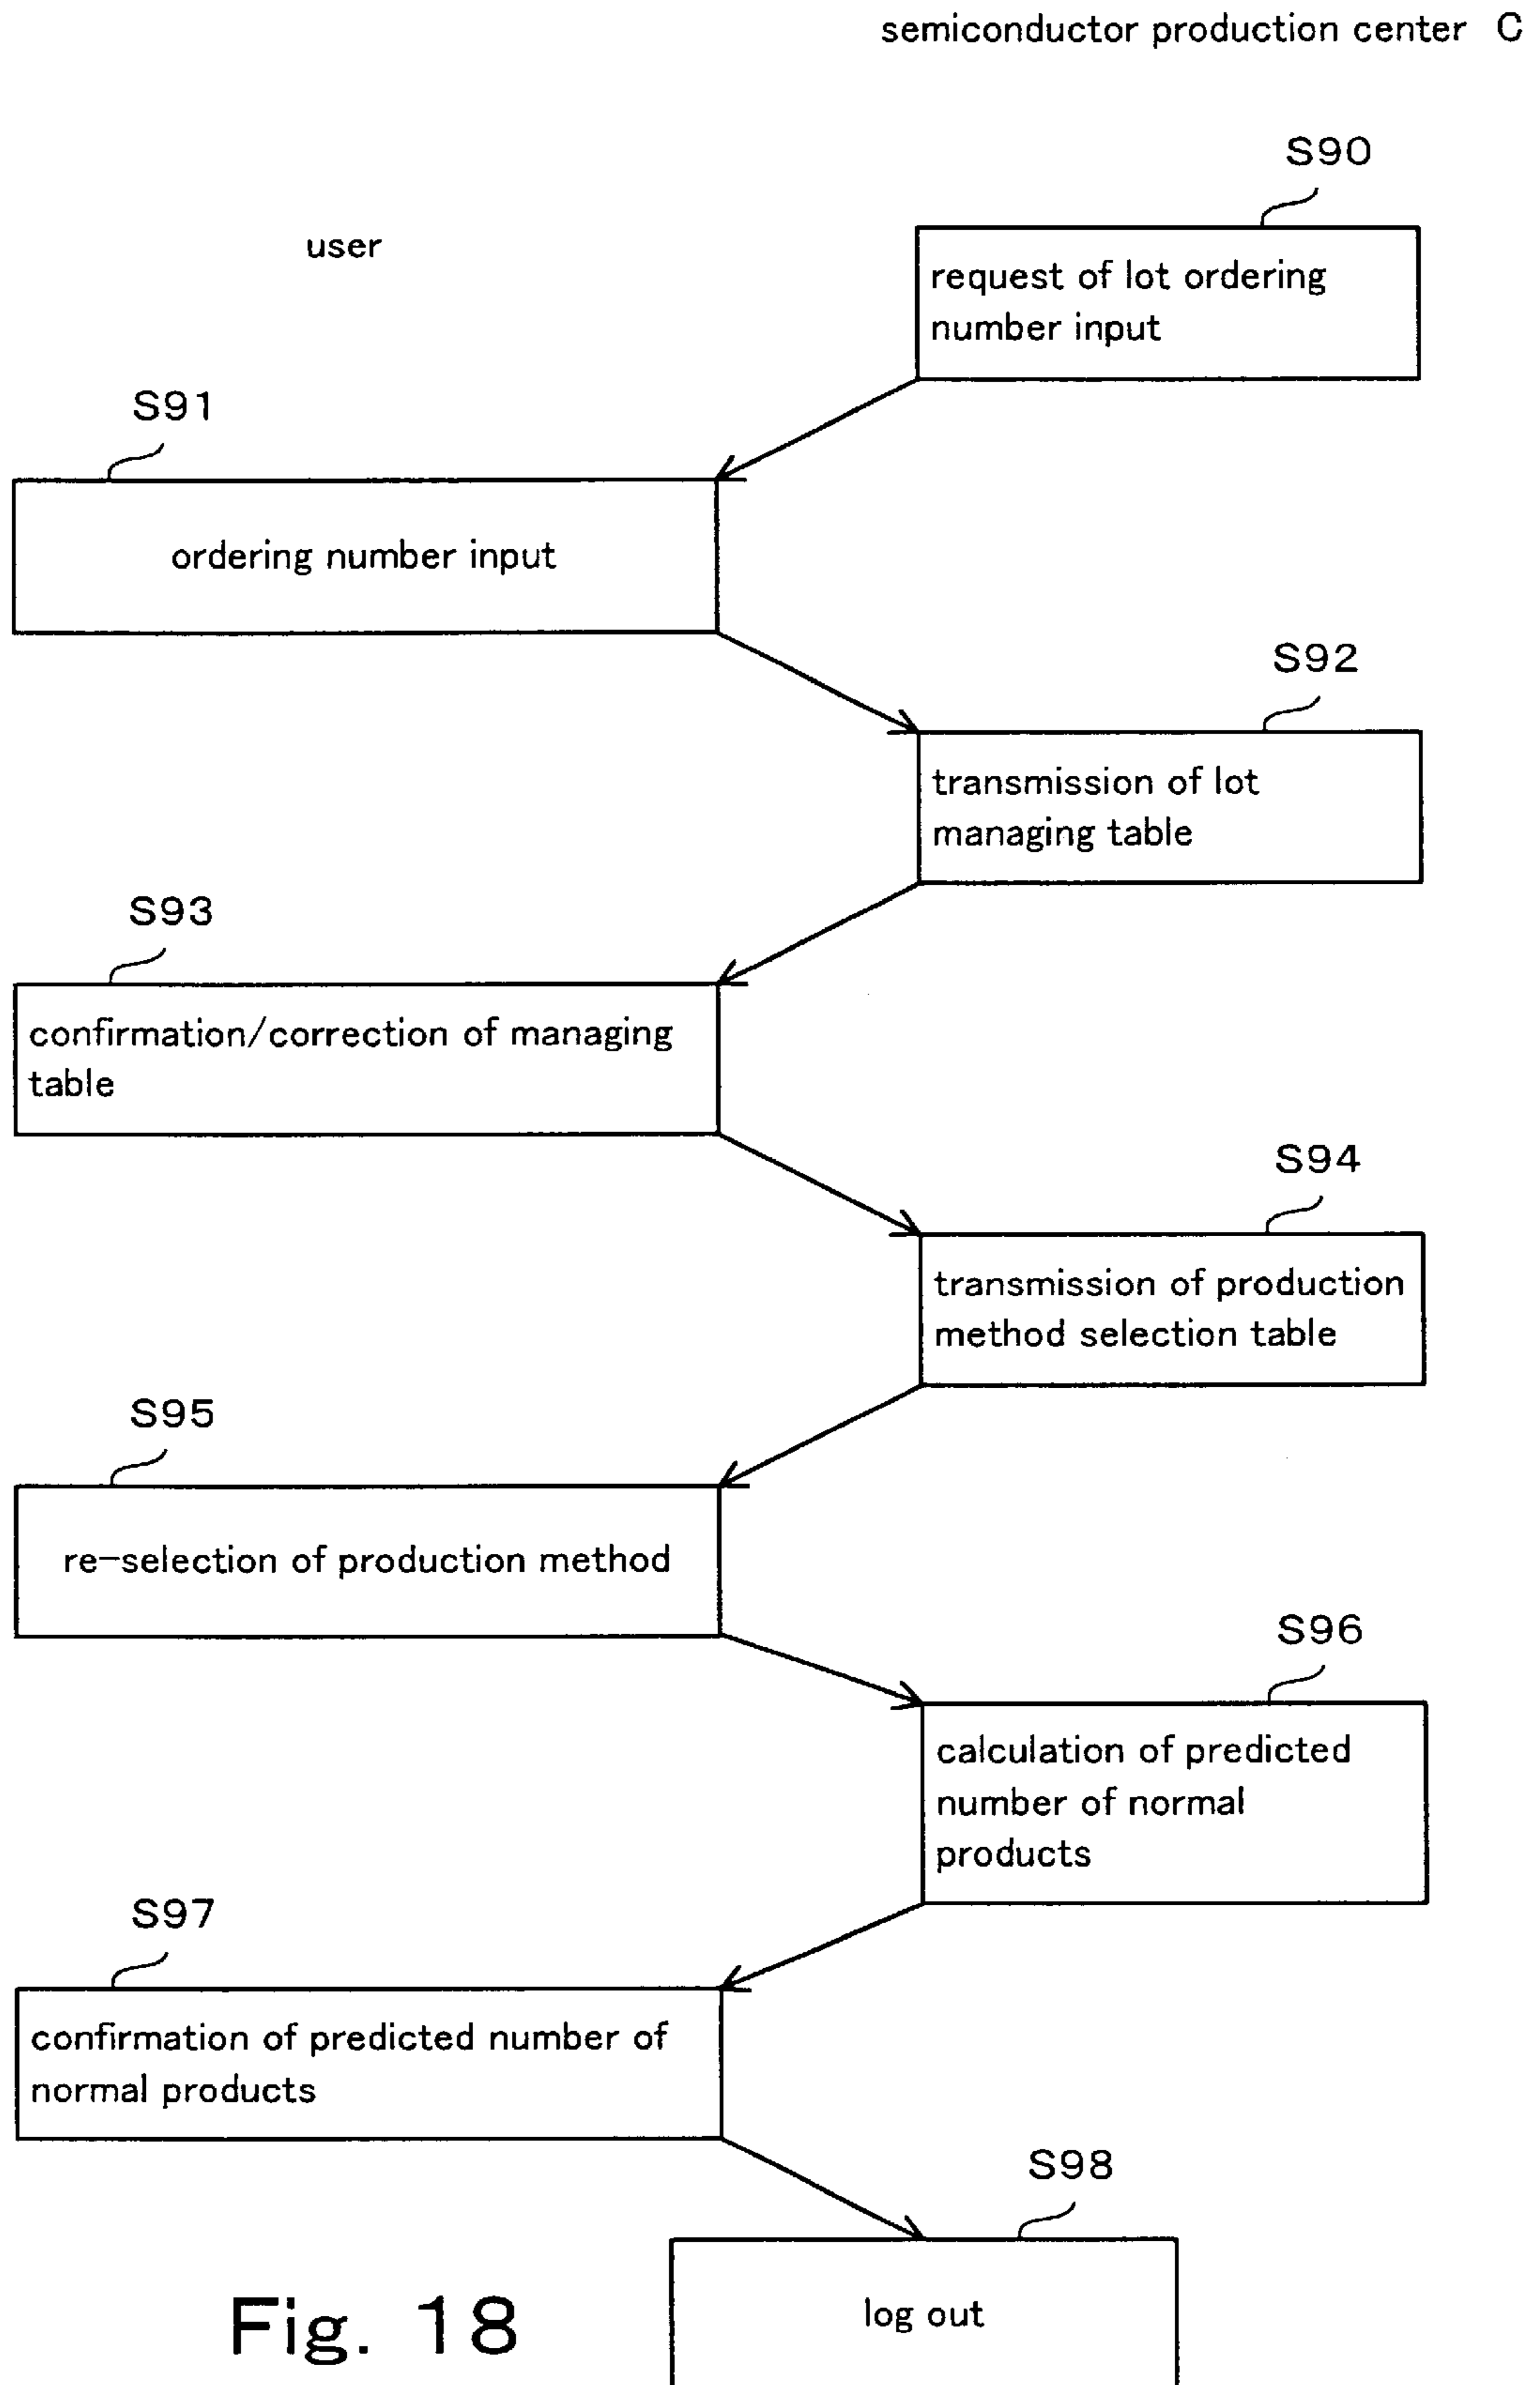 semiconductor production center C
S90
user
request of lot ordering
number input
S91
ordering number input
S92
transmission of lot
managing table
S93
confirmation/correction of managing
table
S94
transmission of production
method selection table
S95
re-selection of production method
S96
calculation of predicted
number of normal
products
S97
confirmation of predicted number of
normal products
S98
log out
Fig. 18